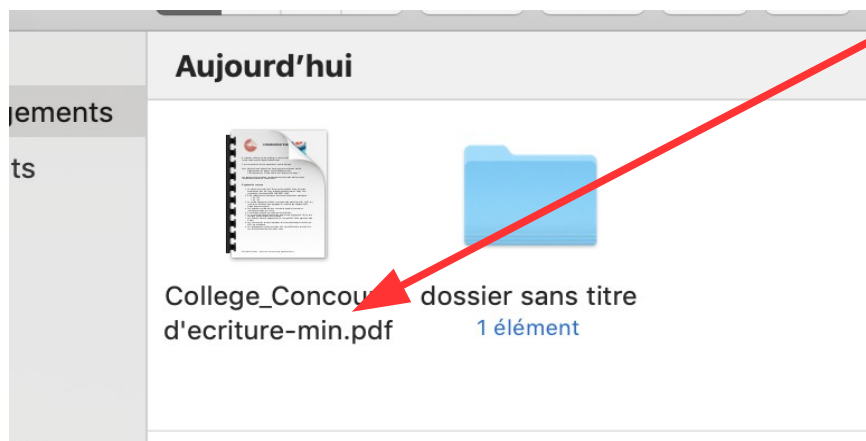 Aujourd'hui
gements
ts
College_Concou
d'ecriture-min.pdf
dossier sans titre
1 élément